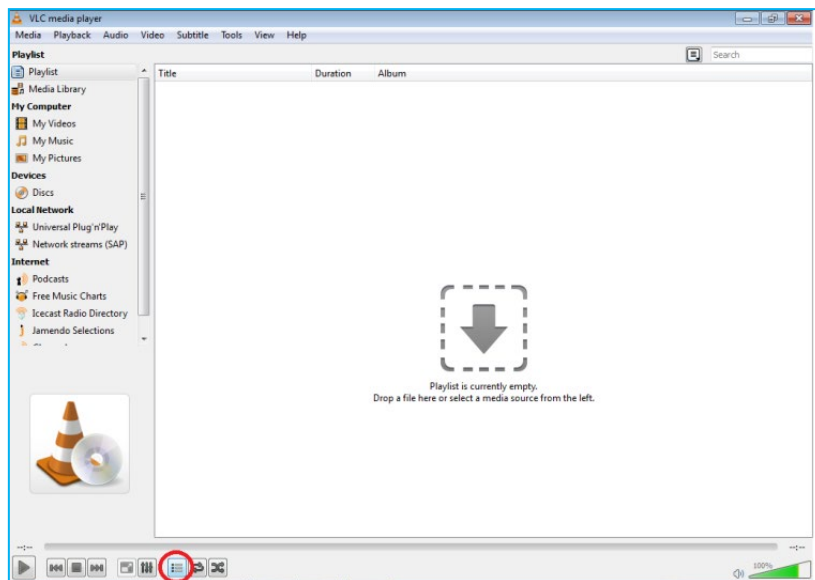 VLC media player
Media Playback Audio Video Subtitle Tools View Help
Playlist
Search
Playlist
Title Duration Album
Media Library
My Computer
My Videos
My Music
My Pictures
Devices
Discs
Local Network
Universal Plug'n'Play
Network streams (SAP)
Internet
Podcasts
Free Music Charts
Icecast Radio Directory
Jamendo Selections
Playlist is currently empty.
Drop a file here or select a media source from the left.
--:-- --:--
100%